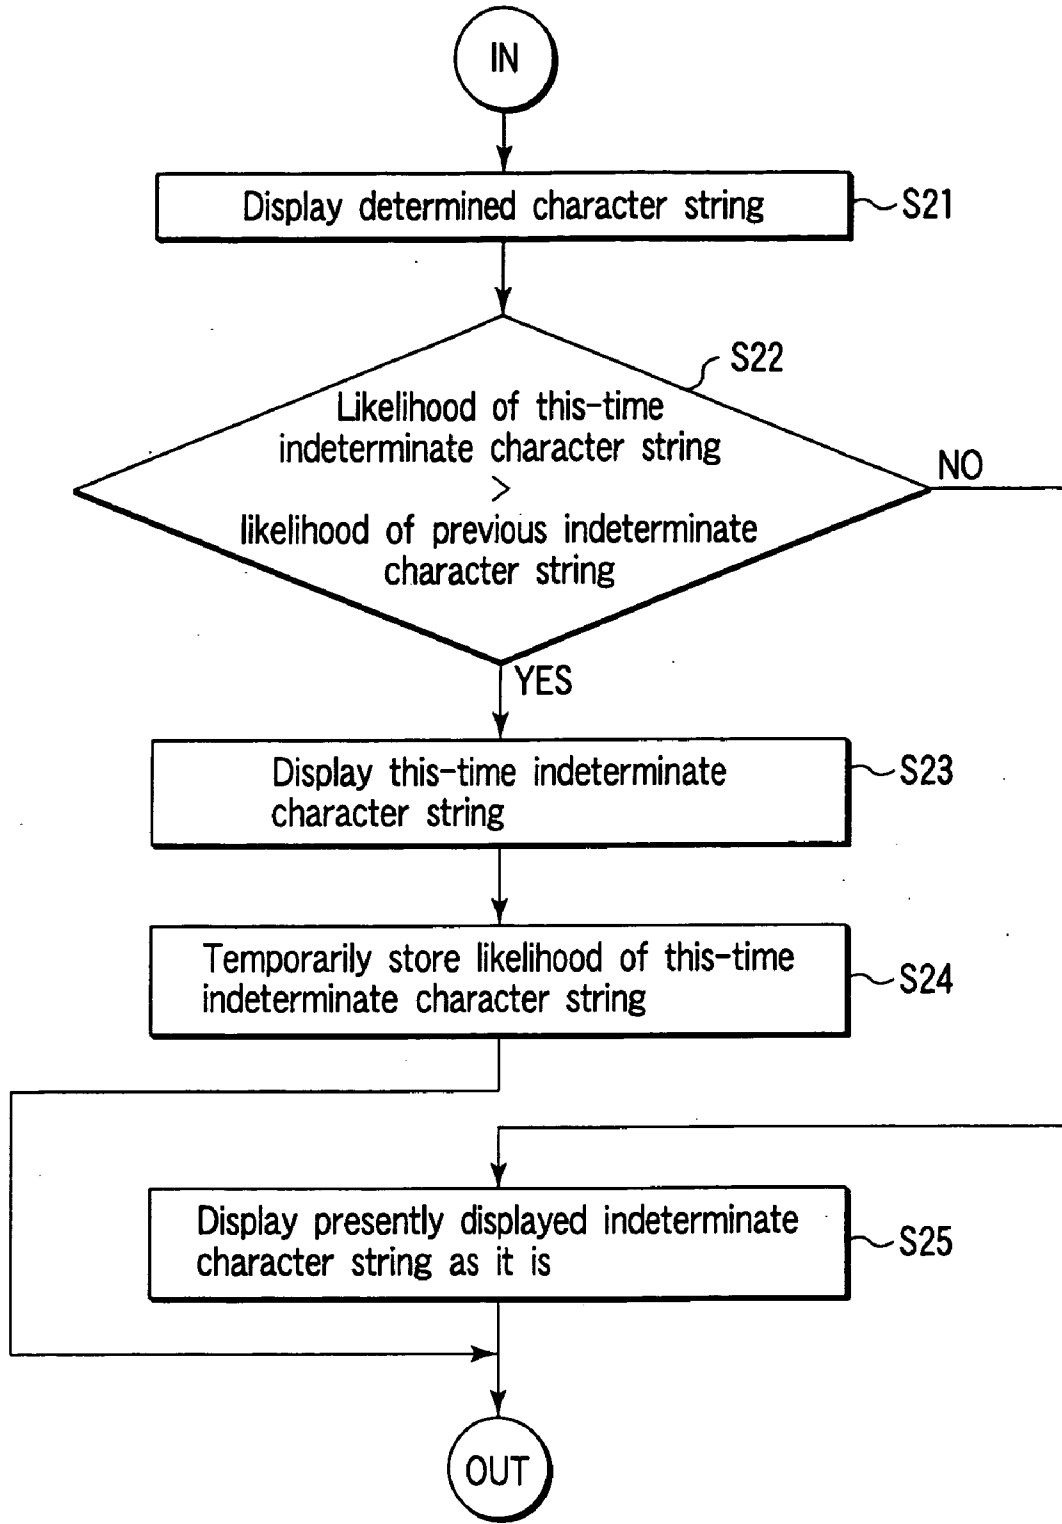 IN
Display determined character string
S21
S22
Likelihood of this-time
indeterminate character string
>
likelihood of previous indeterminate
character string
NO
YES
Display this-time indeterminate
character string
S23
Temporarily store likelihood of this-time
indeterminate character string
S24
Display presently displayed indeterminate
character string as it is
S25
OUT